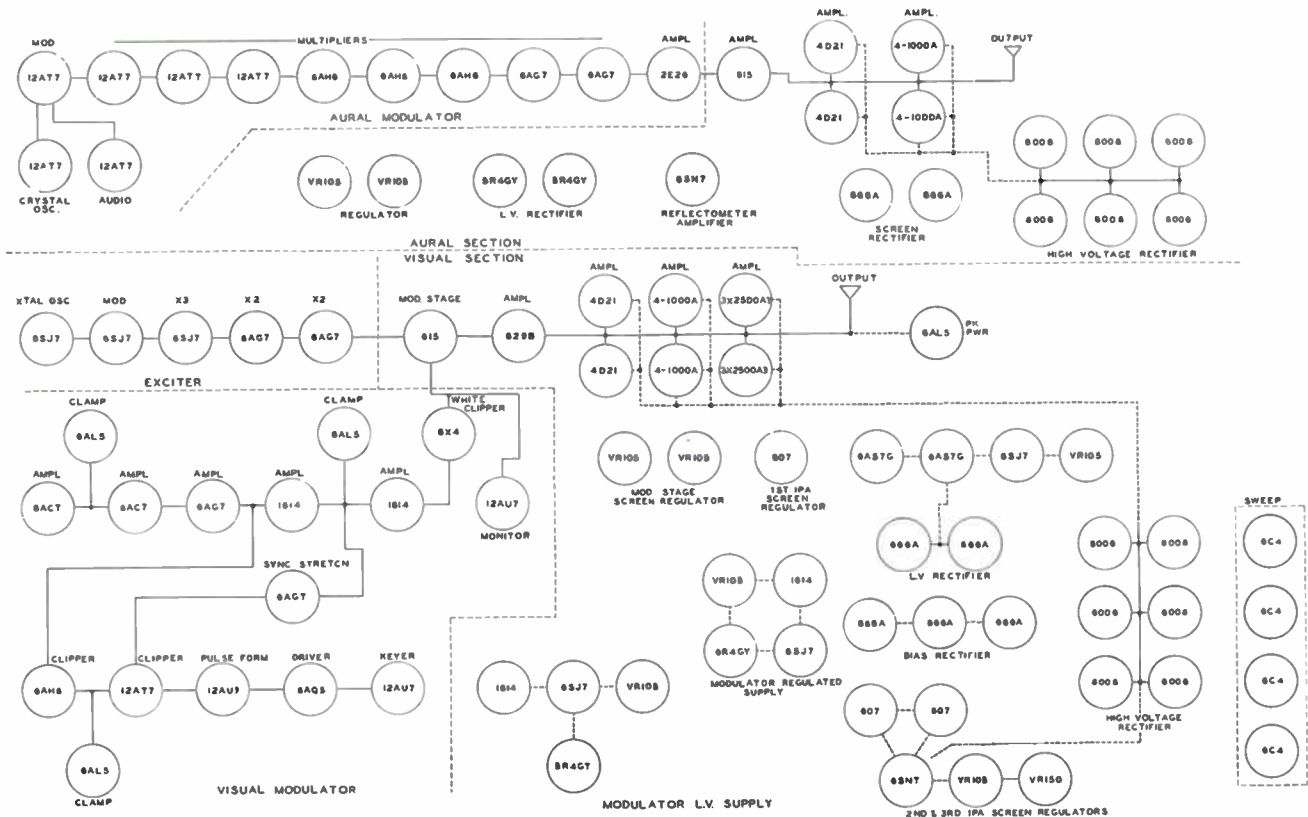 AMPL. AMPL.
MOD MULTIPLIERS AMPL AMPL 4D21 4-1000A OUTPUT
12AT7 12AT7 12AT7 12AT7 6AH6 6AH6 6AH6 6AG7 6AG7 2E26 815
AURAL MODULATOR 4D21 4-1000A
12AT7 12AT7 8008 8008 8008
CRYSTAL OSC. AUDIO
VR105 VR105 5R4GY 5R4GY 6SN7 866A 866A
REGULATOR L.V. RECTIFIER REFLECTOMETER AMPLIFIER SCREEN RECTIFIER
8008 8008 8008
HIGH VOLTAGE RECTIFIER
AURAL SECTION
VISUAL SECTION
AMPL AMPL AMPL OUTPUT
XTAL OSC MOD X3 X2 X2 MOD. STAGE AMPL 4D21 4-1000A 3X2500A3
6SJ7 6SJ7 6SJ7 6AG7 6AG7 815 829B 6AL5 PK PWR
4D21 4-1000A 3X2500A3
EXCITER
CLAMP CLAMP WHITE CLIPPER
6AL5 6AL5 6X4
VR105 VR105 807 6AS7G 6AS7G 6SJ7 VR105
MOD STAGE SCREEN REGULATOR 1ST IPA SCREEN REGULATOR
AMPL AMPL AMPL AMPL AMPL
6AC7 6AC7 6AG7 1614 1614 12AU7
MONITOR
SWEEP
866A 866A 8008 8008 6C4
L.V. RECTIFIER
SYNC STRETCH
6AG7
VR105 1614
866A 866A 866A 8008 8008 6C4
BIAS RECTIFIER
5R4GY 6SJ7
MODULATOR REGULATED SUPPLY
CLIPPER CLIPPER PULSE FORM DRIVER KEYER
6AH6 12AT7 12AU7 6AQ5 12AU7
1614 6SJ7 VR105
8008 8008 6C4
HIGH VOLTAGE RECTIFIER
807 807
6AL5
CLAMP
5R4GY
6C4
6SN7 VR105 VR150
VISUAL MODULATOR
MODULATOR L.V. SUPPLY
2ND & 3RD IPA SCREEN REGULATORS